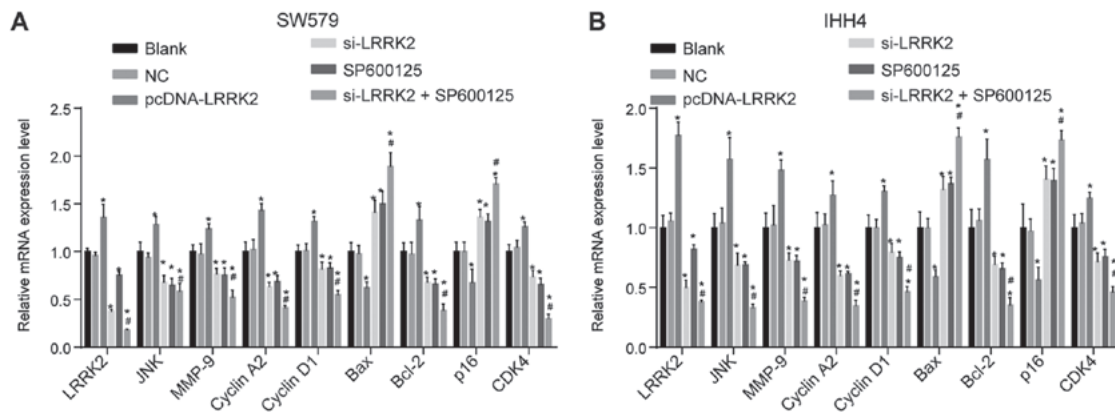 A
SW579
Blank
NC
pcDNA-LRRK2
si-LRRK2
SP600125
si-LRRK2 + SP600125
Relative mRNA expression level
2.5
2.0
1.5
1.0
0.5
0.0
LRRK2
JNK
MMP-9
Cyclin A2
Cyclin D1
Bax
Bcl-2
p16
CDK4
B
IHH4
Blank
NC
pcDNA-LRRK2
si-LRRK2
SP600125
si-LRRK2 + SP600125
Relative mRNA expression level
2.0
1.5
1.0
0.5
0.0
LRRK2
JNK
MMP-9
Cyclin A2
Cyclin D1
Bax
Bcl-2
p16
CDK4